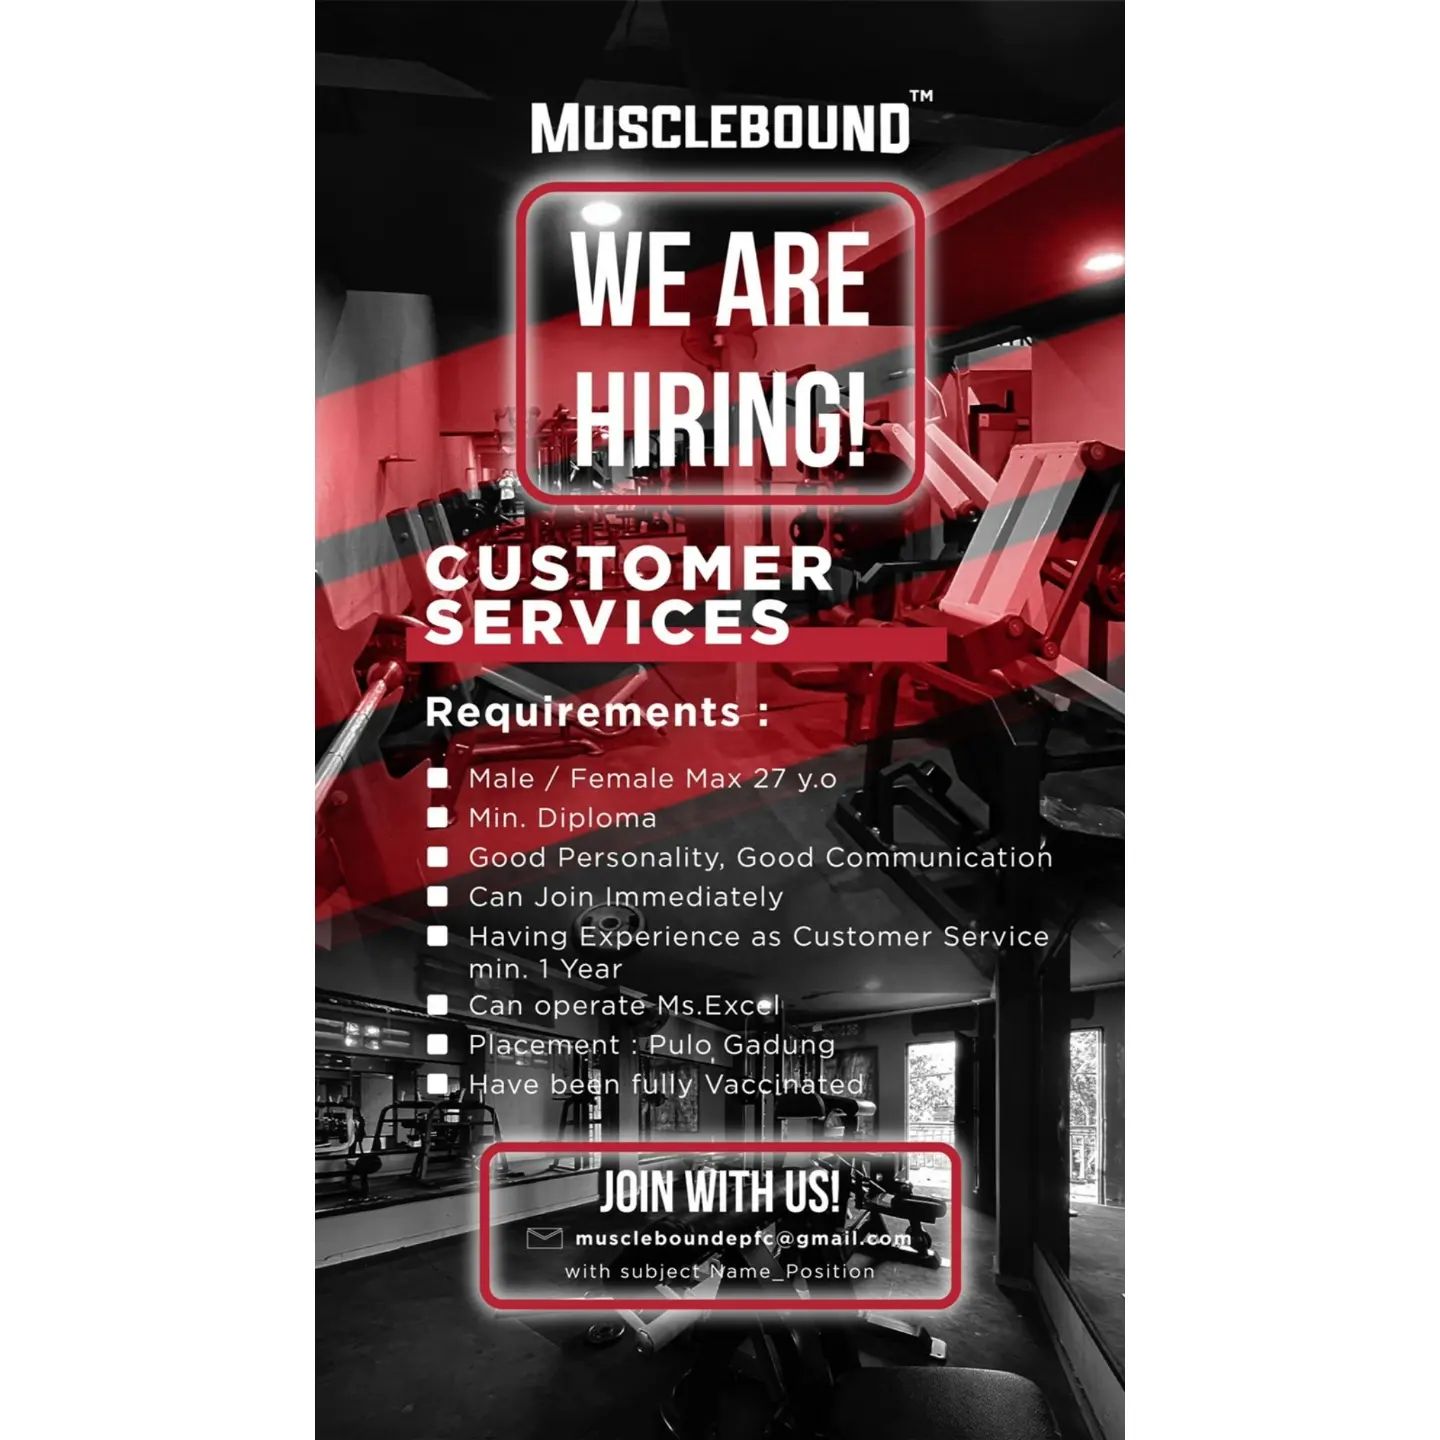 MUSCLEBOUND™
WE ARE
HIRING!
CUSTOMER
SERVICES
Requirements :
Male / Female Max 27 y.o
Min. Diploma
Good Personality, Good Communication
Can Join Immediately
Having Experience as Customer Service
min. 1 Year
Can operate Ms.Excel
Placement : Pulo Gadung
Have been fully Vaccinated
JOIN WITH US!
muscleboundepfc@gmail.com
with subject Name_Position